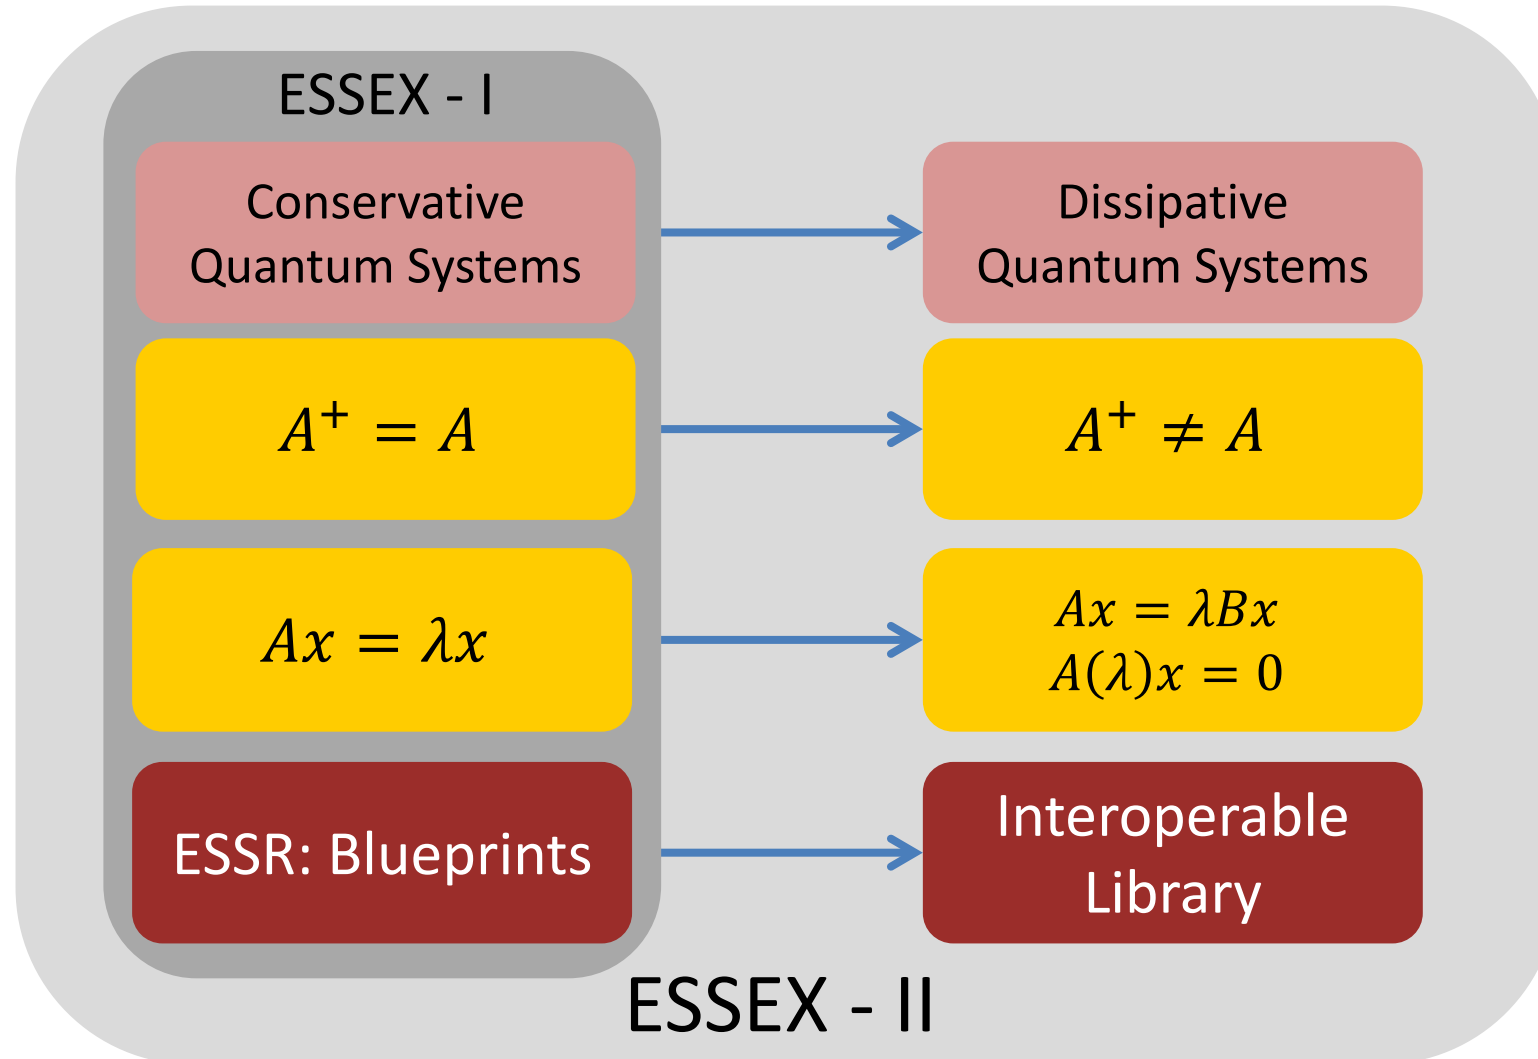 ESSEX - I
Conservative
Quantum Systems
Dissipative
Quantum Systems
A⁺ = A
A⁺ ≠ A
Ax = λx
Ax = λBx
A(λ)x = 0
ESSR: Blueprints
Interoperable
Library
ESSEX - II